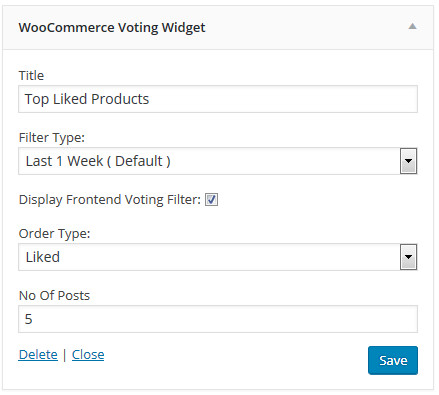 WooCommerce Voting Widget
Title
Top Liked Products
Filter Type:
Last 1 Week ( Default )
Display Frontend Voting Filter:
Order Type:
Liked
No Of Posts
5
Delete | Close
Save